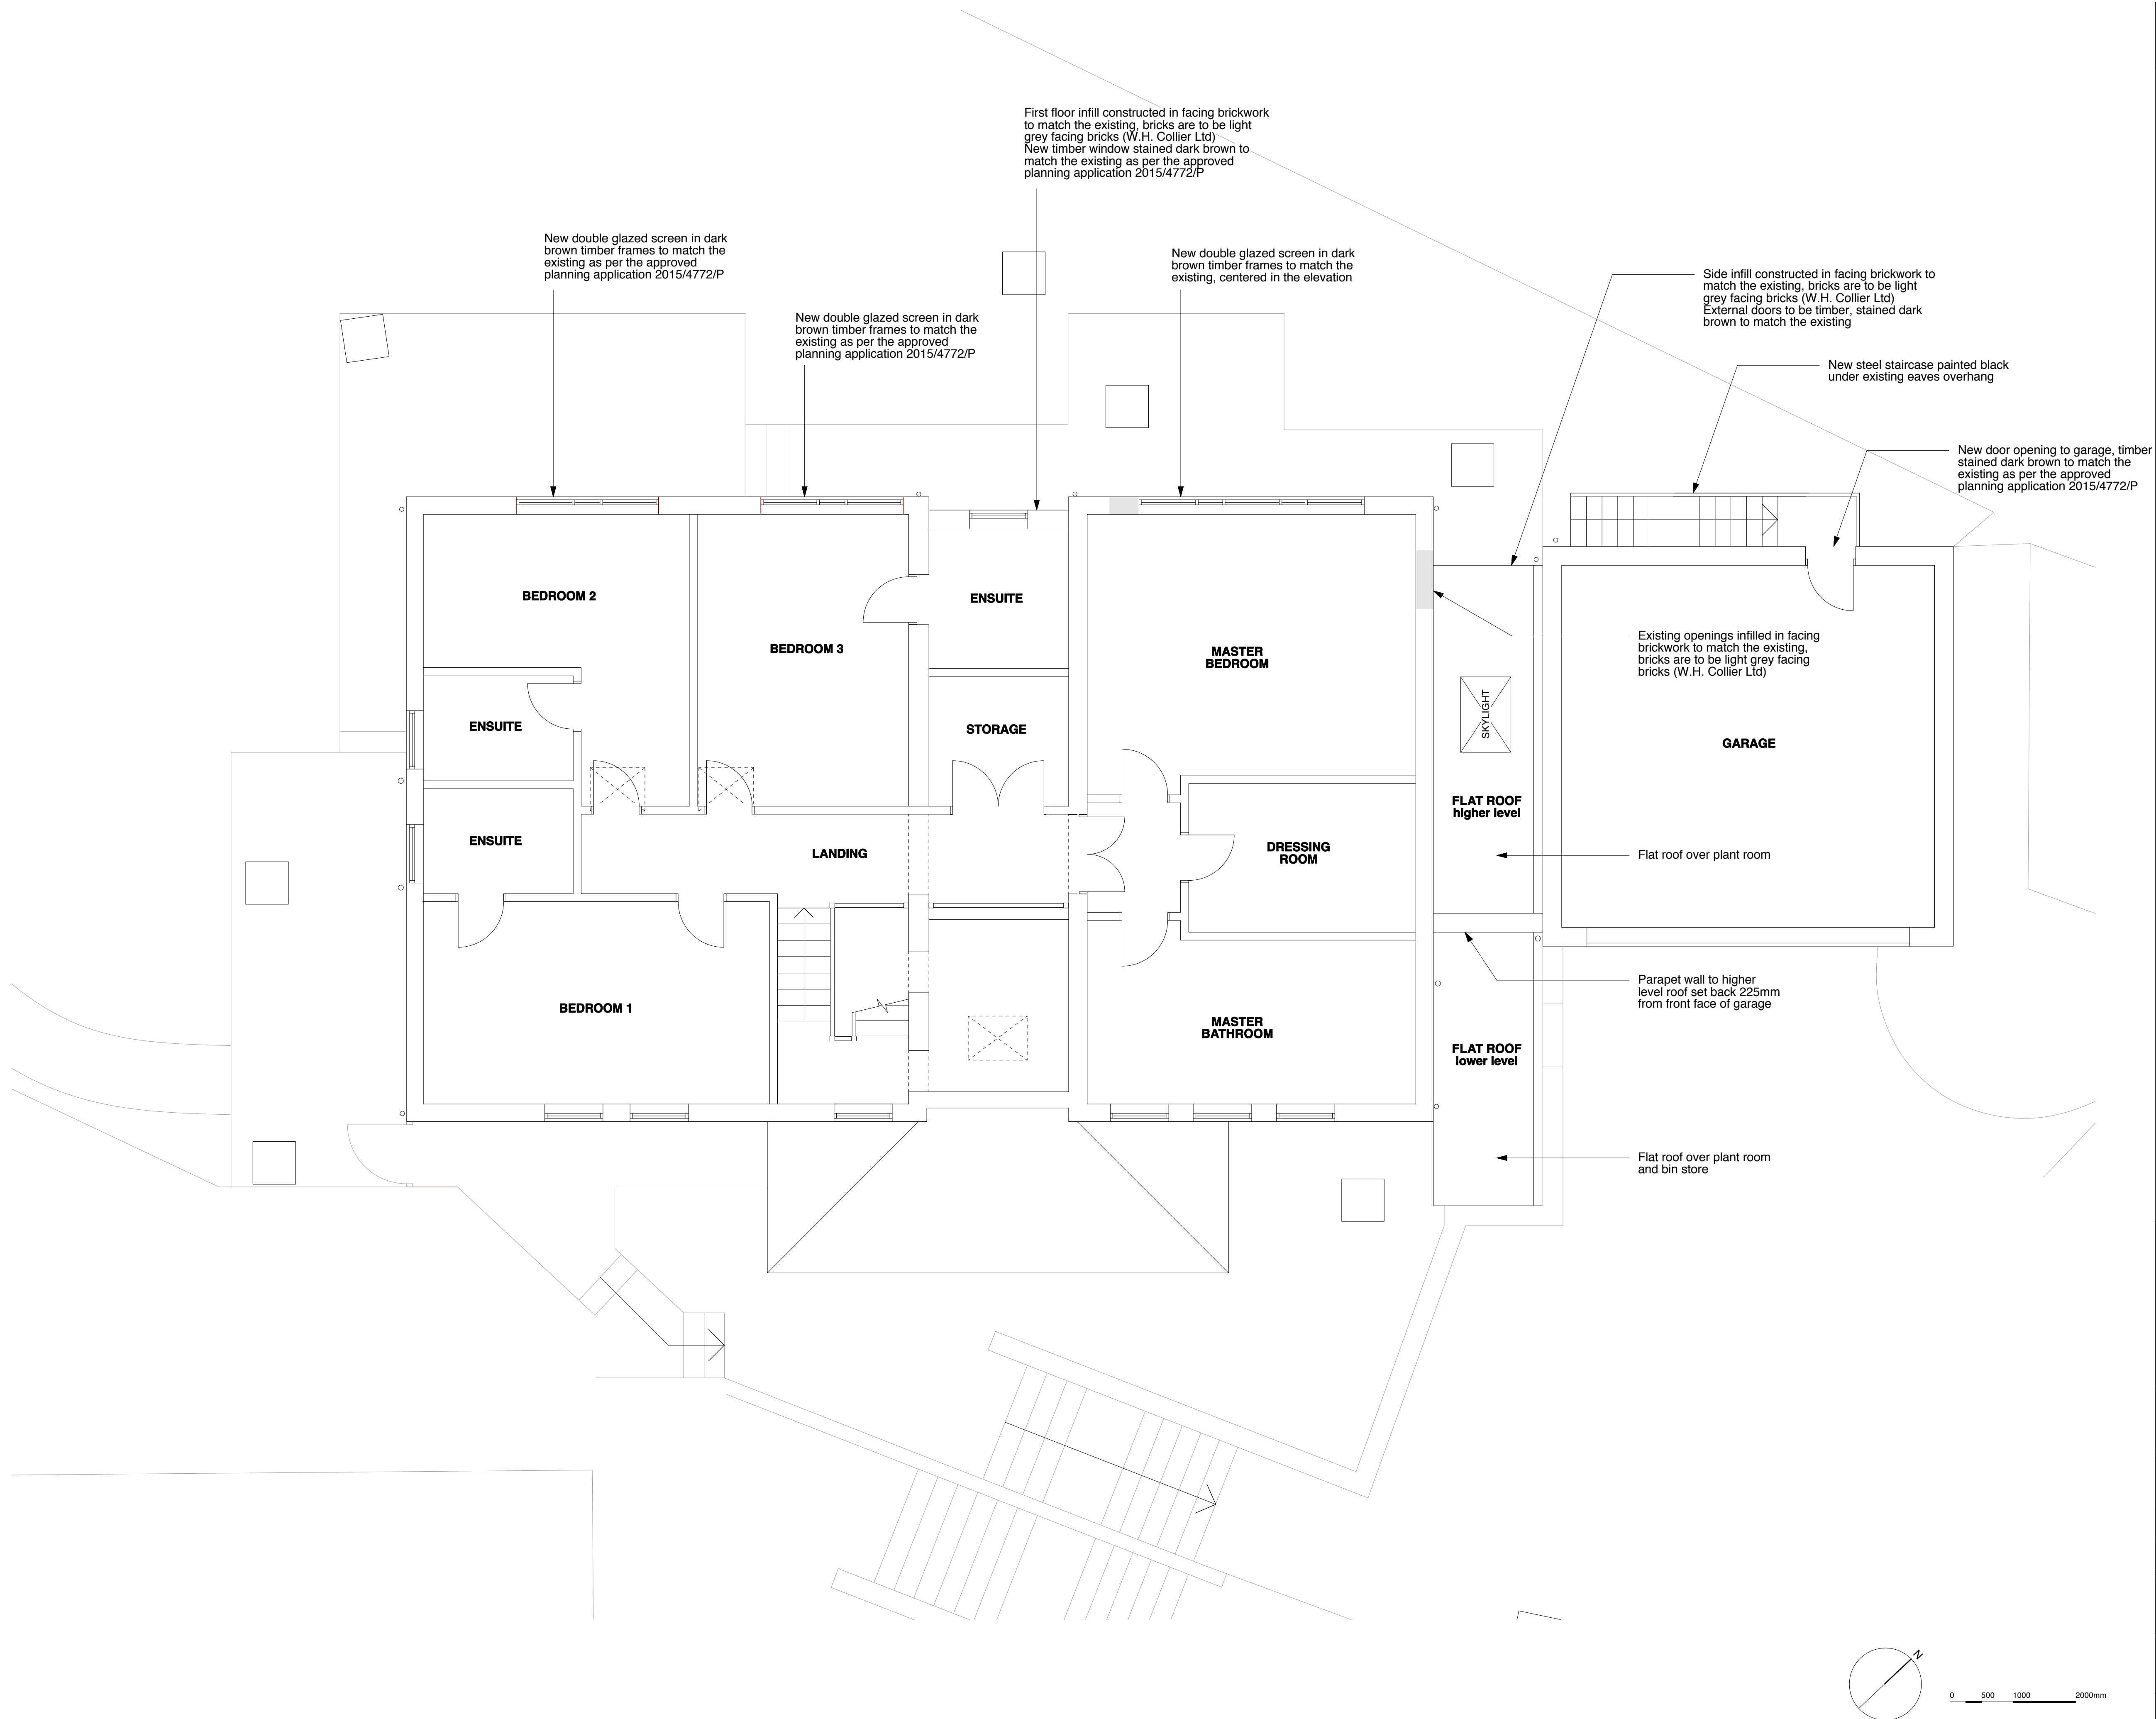 First floor infill constructed in facing brickwork
to match the existing, bricks are to be light
grey facing bricks (W.H. Collier Ltd)
New timber window stained dark brown to
match the existing as per the approved
planning application 2015/4772/P
New double glazed screen in dark
brown timber frames to match the
existing as per the approved
planning application 2015/4772/P
New double glazed screen in dark
brown timber frames to match the
existing, centered in the elevation
Side infill constructed in facing brickwork to
match the existing, bricks are to be light
grey facing bricks (W.H. Collier Ltd)
External doors to be timber, stained dark
brown to match the existing
New double glazed screen in dark
brown timber frames to match the
existing as per the approved
planning application 2015/4772/P
New steel staircase painted black
under existing eaves overhang
New door opening to garage, timber
stained dark brown to match the
existing as per the approved
planning application 2015/4772/P
BEDROOM 2
ENSUITE
BEDROOM 3
MASTER
BEDROOM
Existing openings infilled in facing
brickwork to match the existing,
bricks are to be light grey facing
bricks (W.H. Collier Ltd)
ENSUITE
STORAGE
SKYLIGHT
GARAGE
FLAT ROOF
higher level
ENSUITE
LANDING
DRESSING
ROOM
Flat roof over plant room
BEDROOM 1
MASTER
BATHROOM
Parapet wall to higher
level roof set back 225mm
from front face of garage
FLAT ROOF
lower level
Flat roof over plant room
and bin store
N
0 500 1000 2000mm